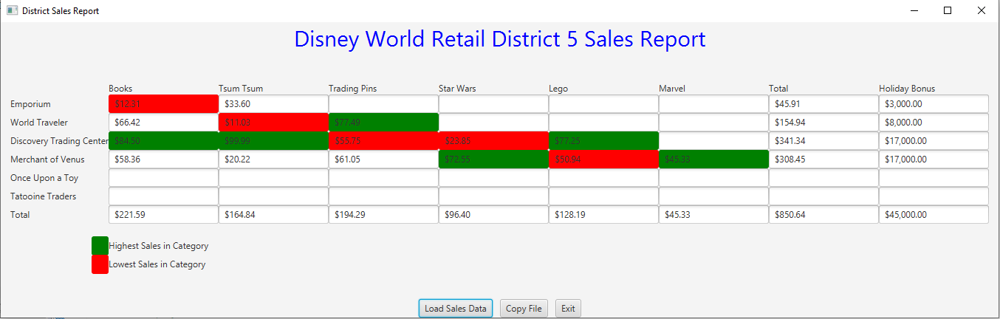 District Sales Report
Disney World Retail District 5 Sales Report
Books Tsum Tsum Trading Pins Star Wars Lego Marvel Total Holiday Bonus
Emporium $12.31 $33.60 $45.91 $3,000.00
World Traveler $66.42 $11.03 $77.49 $154.94 $8,000.00
Discovery Trading Center $84.50 $99.99 $55.75 $23.85 $77.25 $341.34 $17,000.00
Merchant of Venus $58.36 $20.22 $61.05 $72.55 $50.94 $45.33 $308.45 $17,000.00
Once Upon a Toy
Tatooine Traders
Total $221.59 $164.84 $194.29 $96.40 $128.19 $45.33 $850.64 $45,000.00
Highest Sales in Category
Lowest Sales in Category
Load Sales Data Copy File Exit